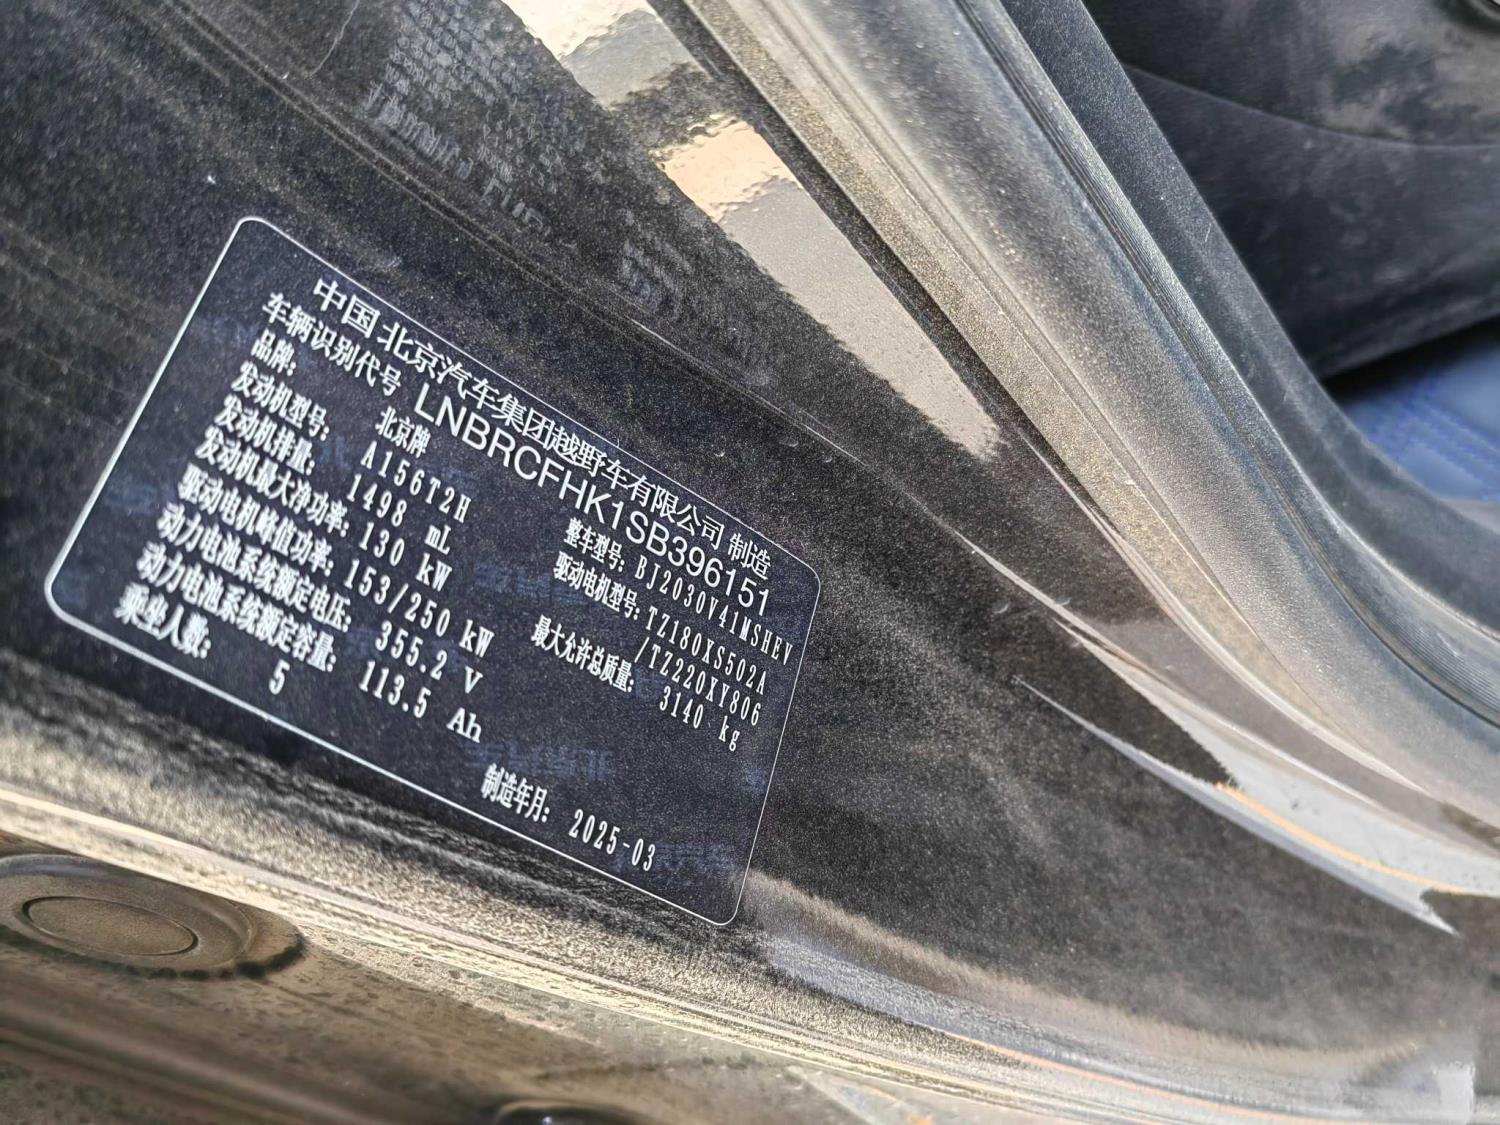 中国 北京汽车集团越野车有限公司 制造
车辆识别代号 LNBRCFHK1SB396151
品牌: 北京牌 整车型号: BJ2030V41MSHEV
发动机型号: A156T2H 驱动电机型号: TZ180XS502A
发动机排量: 1498 mL /TZ220XY806
发动机最大净功率: 130 kW 最大允许总质量: 3140 kg
驱动电机峰值功率: 153/250 kW
动力电池系统额定电压: 355.2 V
动力电池系统额定容量: 113.5 Ah
乘坐人数: 5 制造年月: 2025-03
北京汽车